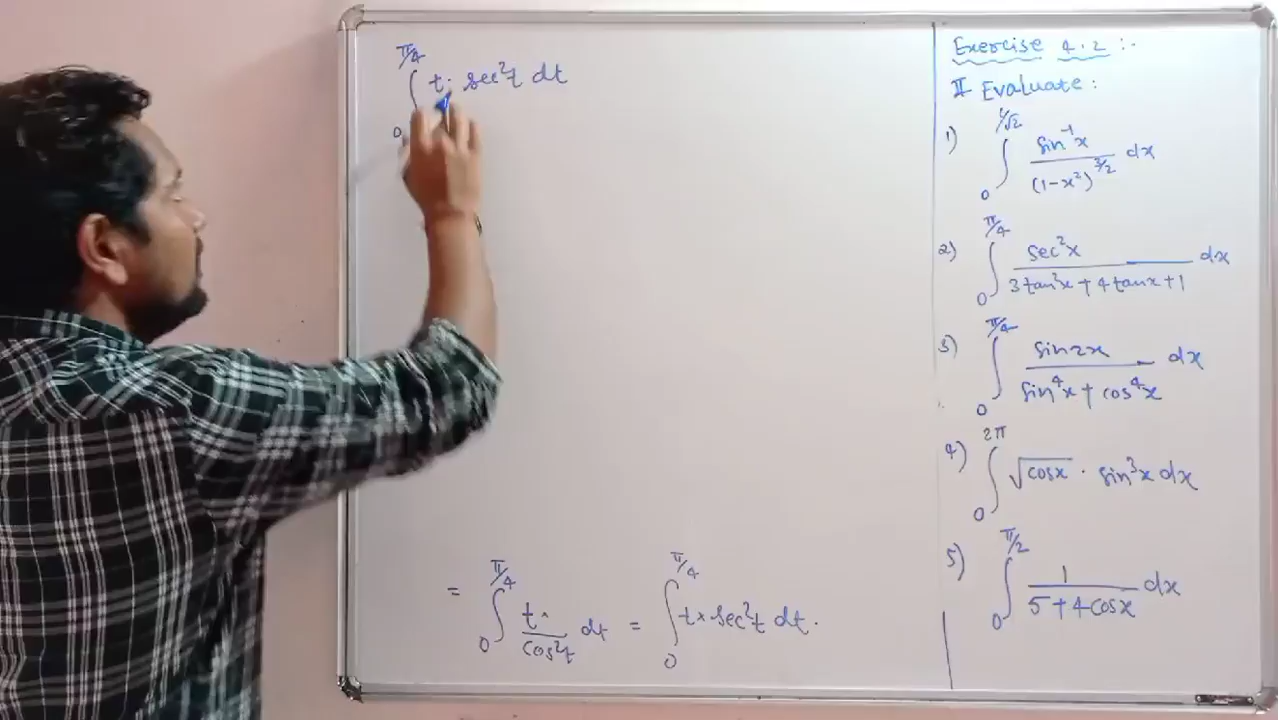 π/4
∫ t· sec²t dt
0
= ∫₀^π/4 t× / cos²t dt = ∫₀^π/4 t× sec²t dt.
Exercise 4.2 :-
II Evaluate :
1) ∫₀^1/√2 sin⁻¹x / (1-x²)^3/2 dx
2) ∫₀^π/4 sec²x / 3tan²x + 4tanx + 1 dx
3) ∫₀^π/4 sin2x / sin⁴x + cos⁴x dx
4) ∫₀^2π √cosx · sin³x dx
5) ∫₀^π/2 1 / 5 + 4cosx dx